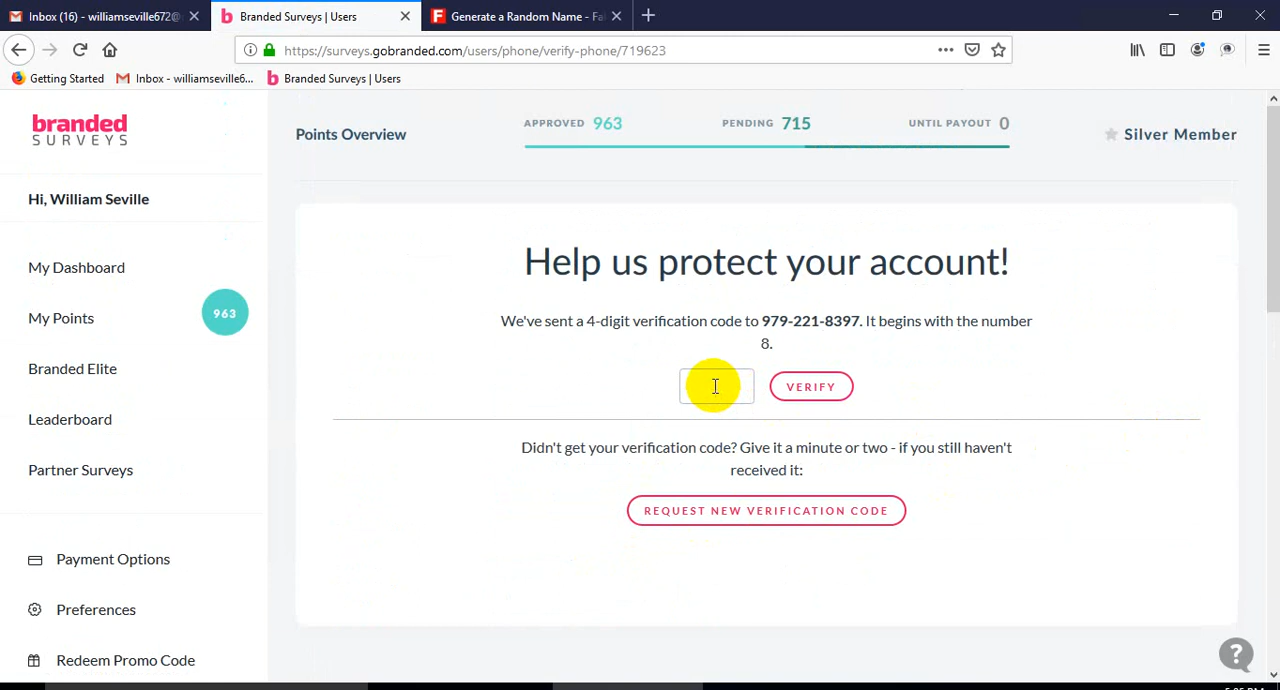 Inbox (16) - williamseville672@
Branded Surveys | Users
Generate a Random Name - Fa
https://surveys.gobranded.com/users/phone/verify-phone/719623
Getting Started
Inbox - williamseville6...
Branded Surveys | Users
branded
SURVEYS
Points Overview
APPROVED 963
PENDING 715
UNTIL PAYOUT 0
Silver Member
Hi, William Seville
My Dashboard
My Points
963
Branded Elite
Leaderboard
Partner Surveys
Payment Options
Preferences
Redeem Promo Code
Help us protect your account!
We've sent a 4-digit verification code to 979-221-8397. It begins with the number
8.
VERIFY
Didn't get your verification code? Give it a minute or two - if you still haven't
received it:
REQUEST NEW VERIFICATION CODE
?